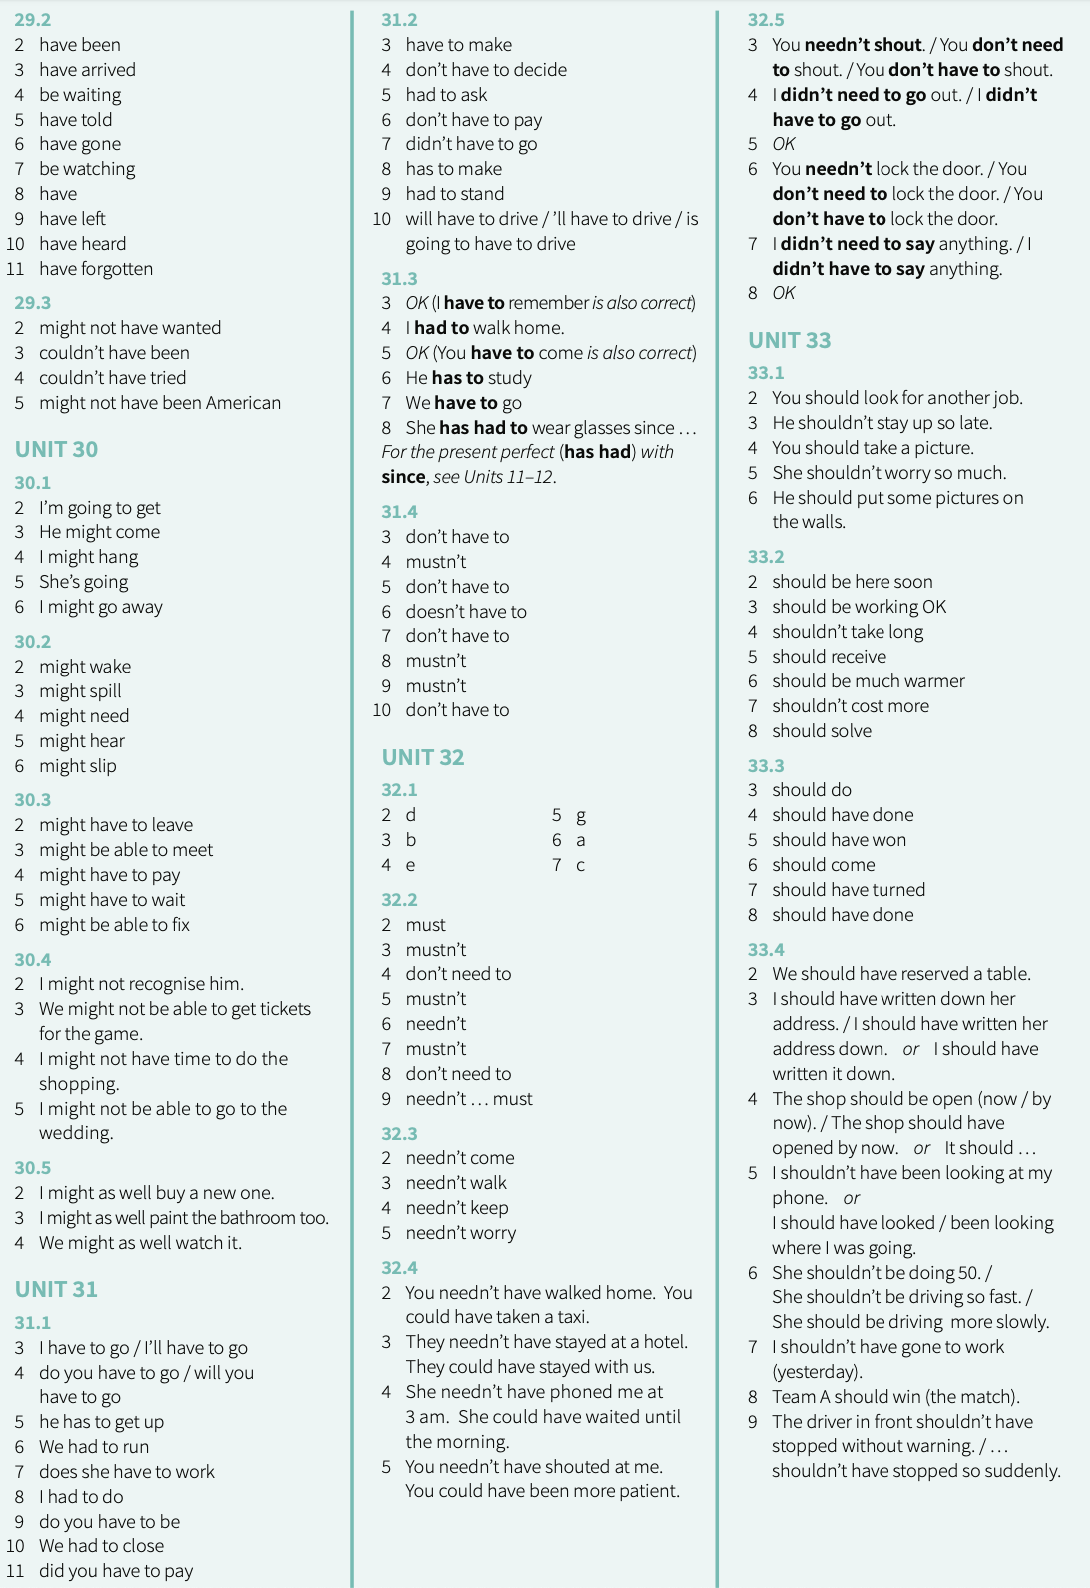 29.2
2 have been
3 have arrived
4 be waiting
5 have told
6 have gone
7 be watching
8 have
9 have left
10 have heard
11 have forgotten
29.3
2 might not have wanted
3 couldn’t have been
4 couldn’t have tried
5 might not have been American
UNIT 30
30.1
2 I’m going to get
3 He might come
4 I might hang
5 She’s going
6 I might go away
30.2
2 might wake
3 might spill
4 might need
5 might hear
6 might slip
30.3
2 might have to leave
3 might be able to meet
4 might have to pay
5 might have to wait
6 might be able to fix
30.4
2 I might not recognise him.
3 We might not be able to get tickets
for the game.
4 I might not have time to do the
shopping.
5 I might not be able to go to the
wedding.
30.5
2 I might as well buy a new one.
3 I might as well paint the bathroom too.
4 We might as well watch it.
UNIT 31
31.1
3 I have to go / I’ll have to go
4 do you have to go / will you
have to go
5 he has to get up
6 We had to run
7 does she have to work
8 I had to do
9 do you have to be
10 We had to close
11 did you have to pay
31.2
3 have to make
4 don’t have to decide
5 had to ask
6 don’t have to pay
7 didn’t have to go
8 has to make
9 had to stand
10 will have to drive / ’ll have to drive / is
going to have to drive
31.3
3 OK (I have to remember is also correct)
4 I had to walk home.
5 OK (You have to come is also correct)
6 He has to study
7 We have to go
8 She has had to wear glasses since …
For the present perfect (has had) with
since, see Units 11–12.
31.4
3 don’t have to
4 mustn’t
5 don’t have to
6 doesn’t have to
7 don’t have to
8 mustn’t
9 mustn’t
10 don’t have to
UNIT 32
32.1
2 d 5 g
3 b 6 a
4 e 7 c
32.2
2 must
3 mustn’t
4 don’t need to
5 mustn’t
6 needn’t
7 mustn’t
8 don’t need to
9 needn’t … must
32.3
2 needn’t come
3 needn’t walk
4 needn’t keep
5 needn’t worry
32.4
2 You needn’t have walked home. You
could have taken a taxi.
3 They needn’t have stayed at a hotel.
They could have stayed with us.
4 She needn’t have phoned me at
3 am. She could have waited until
the morning.
5 You needn’t have shouted at me.
You could have been more patient.
32.5
3 You needn’t shout. / You don’t need
to shout. / You don’t have to shout.
4 I didn’t need to go out. / I didn’t
have to go out.
5 OK
6 You needn’t lock the door. / You
don’t need to lock the door. / You
don’t have to lock the door.
7 I didn’t need to say anything. / I
didn’t have to say anything.
8 OK
UNIT 33
33.1
2 You should look for another job.
3 He shouldn’t stay up so late.
4 You should take a picture.
5 She shouldn’t worry so much.
6 He should put some pictures on
the walls.
33.2
2 should be here soon
3 should be working OK
4 shouldn’t take long
5 should receive
6 should be much warmer
7 shouldn’t cost more
8 should solve
33.3
3 should do
4 should have done
5 should have won
6 should come
7 should have turned
8 should have done
33.4
2 We should have reserved a table.
3 I should have written down her
address. / I should have written her
address down. or I should have
written it down.
4 The shop should be open (now / by
now). / The shop should have
opened by now. or It should …
5 I shouldn’t have been looking at my
phone. or
I should have looked / been looking
where I was going.
6 She shouldn’t be doing 50. /
She shouldn’t be driving so fast. /
She should be driving more slowly.
7 I shouldn’t have gone to work
(yesterday).
8 Team A should win (the match).
9 The driver in front shouldn’t have
stopped without warning. / …
shouldn’t have stopped so suddenly.